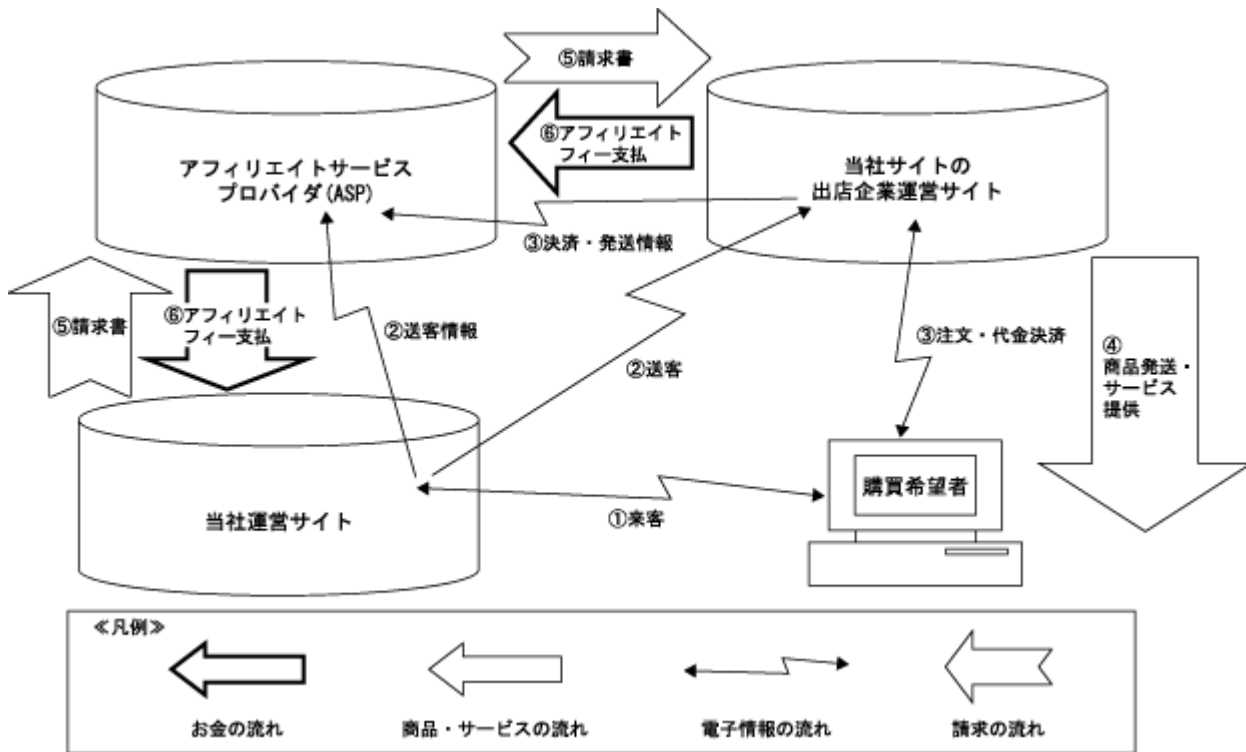 ⑤請求書
⑥アフィリエイト
フィー支払
アフィリエイトサービス
プロバイダ(ASP)
当社サイトの
出店企業運営サイト
③決済・発送情報
⑤請求書
⑥アフィリエイト
フィー支払
②送客情報
②送客
③注文・代金決済
④
商品発送・
サービス
提供
当社運営サイト
①来客
購買希望者
≪凡例≫
お金の流れ
商品・サービスの流れ
電子情報の流れ
請求の流れ